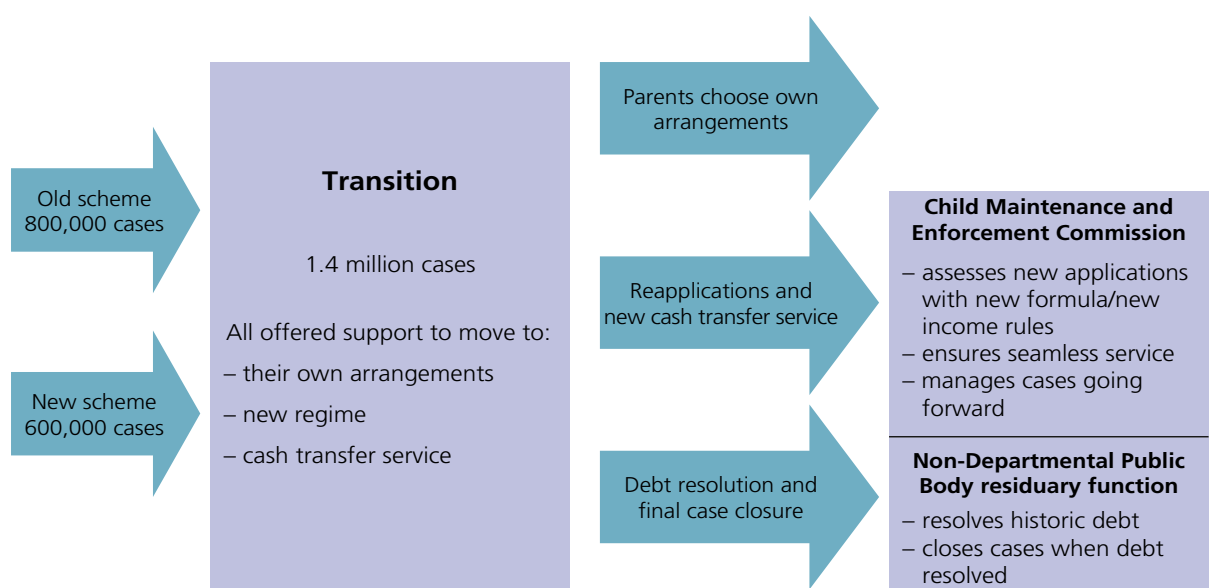 Old scheme
800,000 cases
New scheme
600,000 cases
Transition
1.4 million cases
All offered support to move to:
– their own arrangements
– new regime
– cash transfer service
Parents choose own
arrangements
Reapplications and
new cash transfer service
Debt resolution and
final case closure
Child Maintenance and
Enforcement Commission
– assesses new applications
with new formula/new
income rules
– ensures seamless service
– manages cases going
forward
Non-Departmental Public
Body residuary function
– resolves historic debt
– closes cases when debt
resolved